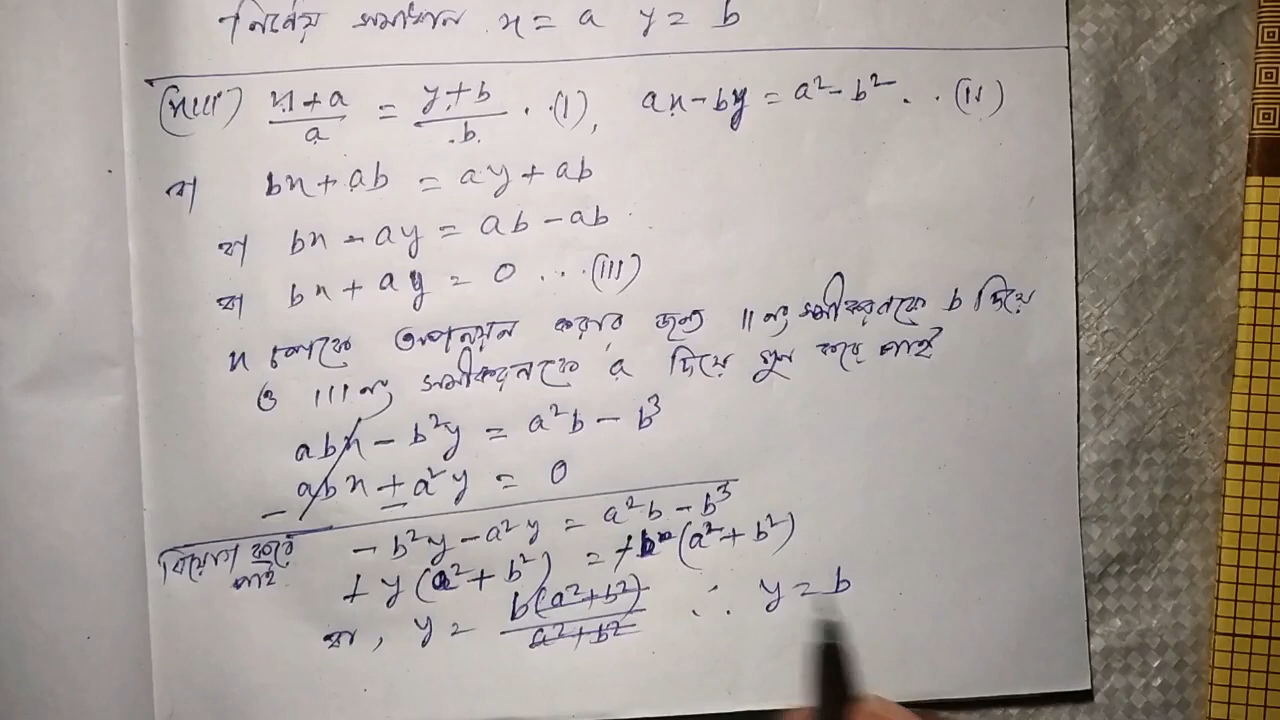 নির্ণেয় সমাধান x = a y = b
(xiii) x+a/a = y+b/b ..(I), ax-by = a²-b² ..(II)
বা bx+ab = ay+ab
বা bx-ay = ab-ab
বা bx+ay = 0 ...(III)
x চলকে অপনয়ন করার জন্য II নং সমীকরণকে b দিয়ে
ও III নং সমীকরণকে a দিয়ে গুন করে পাই
abx - b²y = a²b - b³
abx ± a²y = 0
বিয়োগ করে পাই - b²y - a²y = a²b - b³
+ y (a²+b²) = +b (a²+b²)
বা, y = b(a²+b²)/a²+b² ∴ y = b